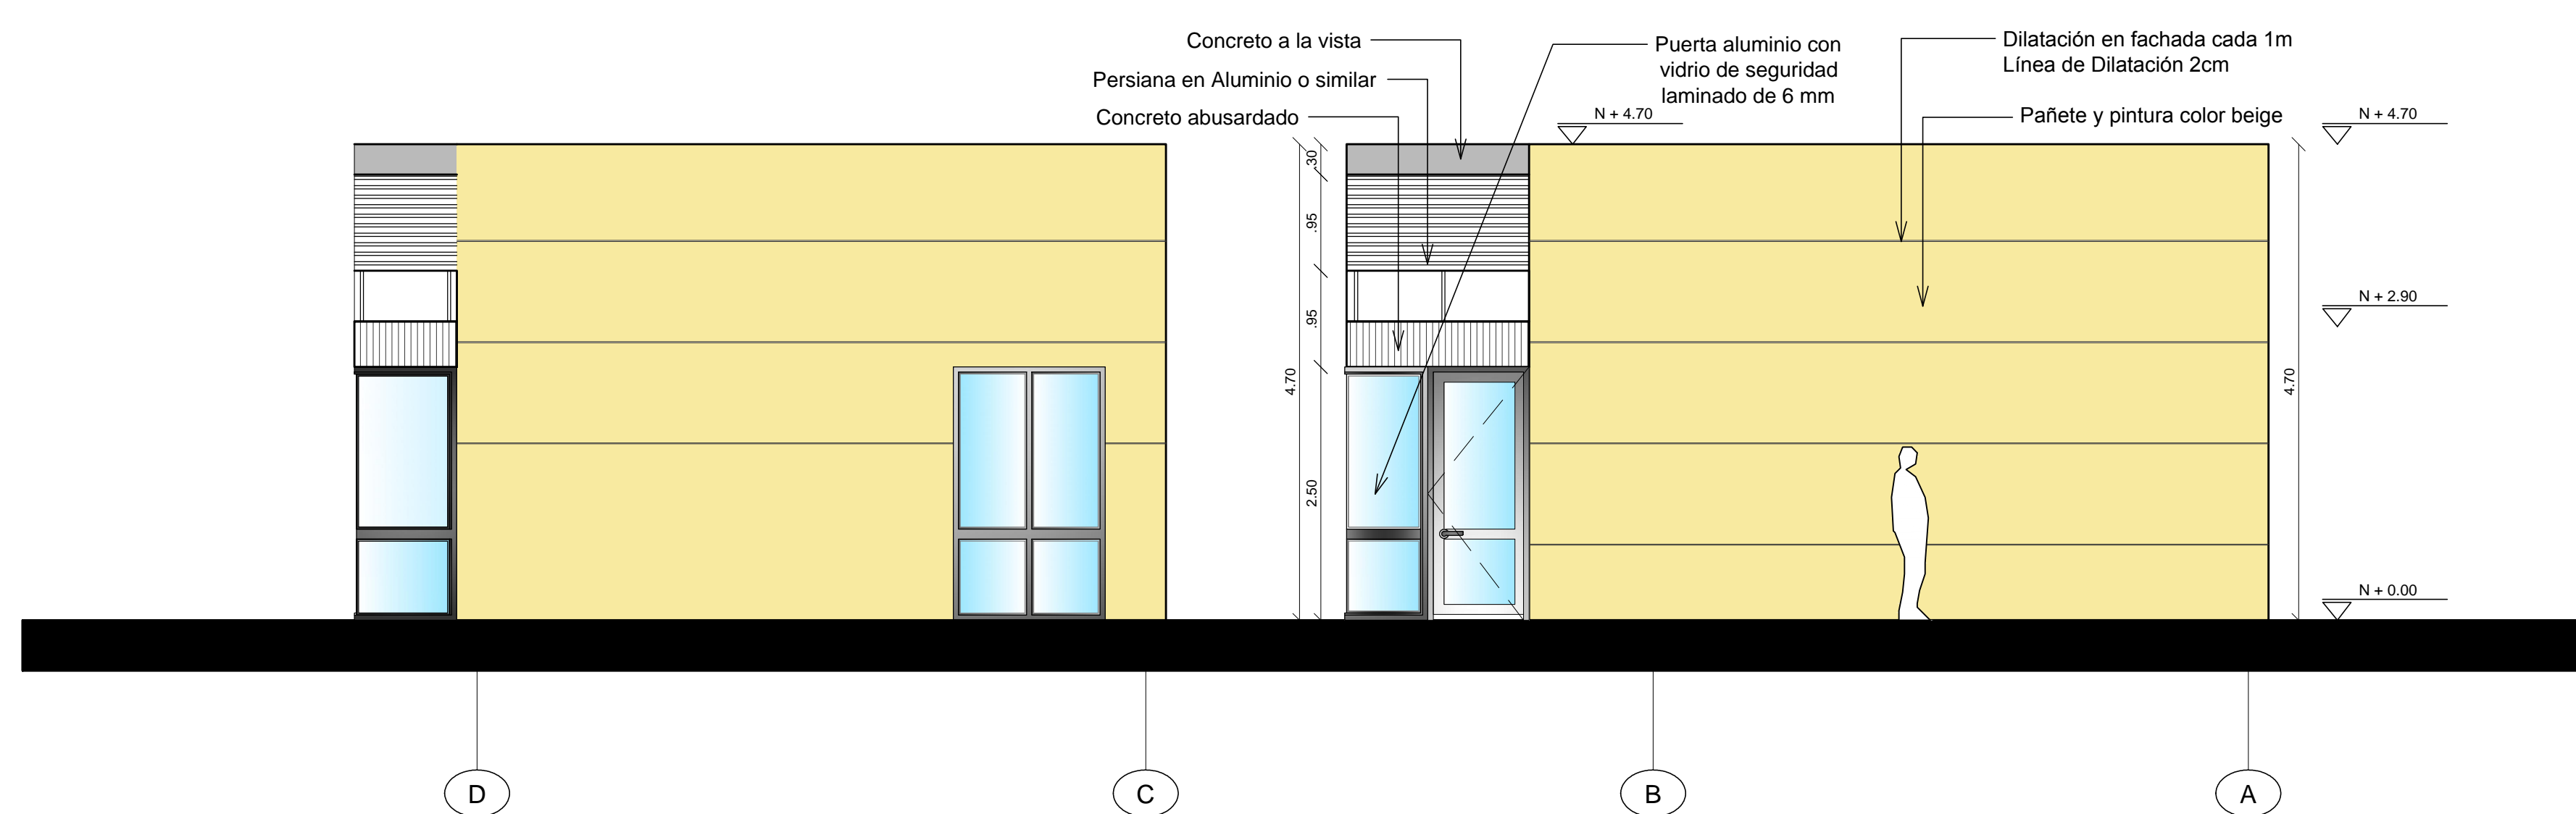 Concreto a la vista
Persiana en Aluminio o similar
Concreto abusardado
Puerta aluminio con
vidrio de seguridad
laminado de 6 mm
Dilatación en fachada cada 1m
Línea de Dilatación 2cm
Pañete y pintura color beige
N + 4.70
N + 4.70
N + 2.90
N + 0.00
.30
.95
.95
2.50
4.70
4.70
D
C
B
A